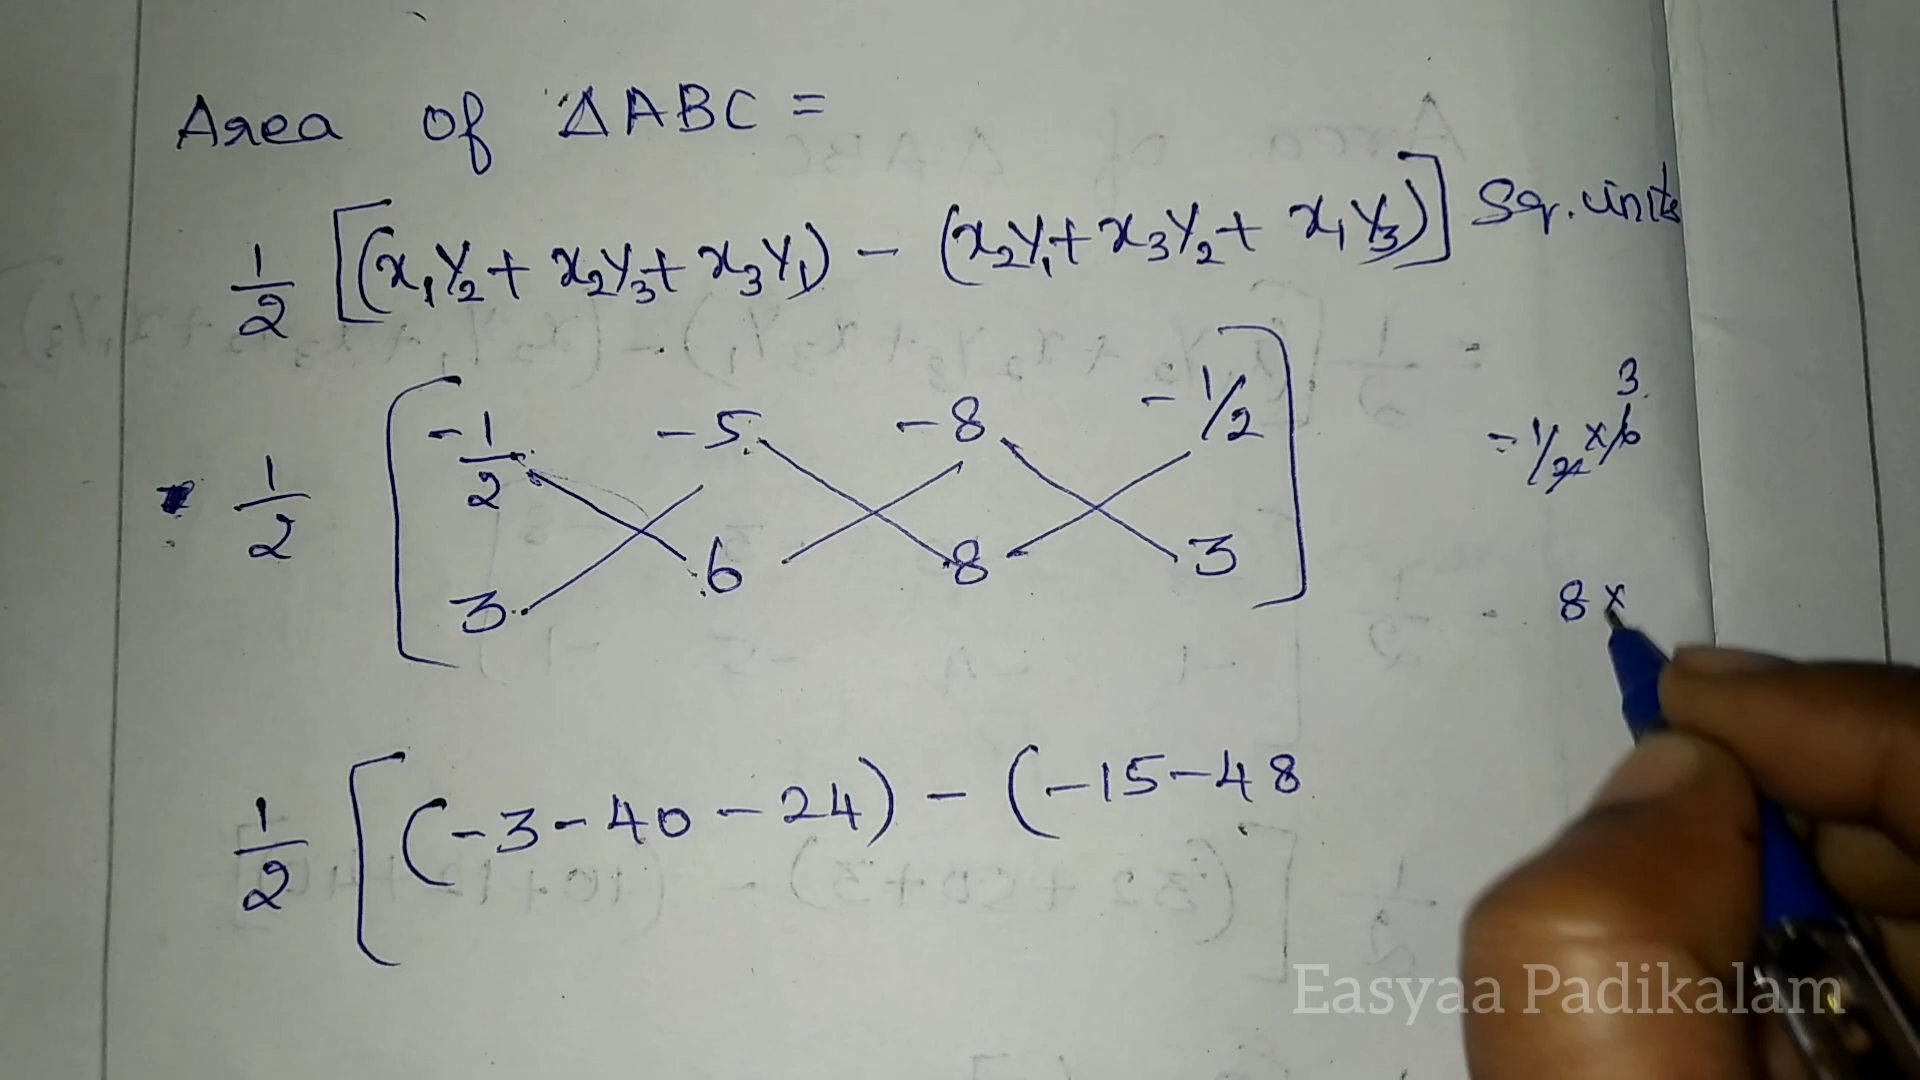 Area of △ABC =
1/2 [(x₁y₂ + x₂y₃ + x₃y₁) − (x₂y₁ + x₃y₂ + x₁y₃)] Sq. units
1/2 [ -1/2 -5 -8 -1/2
3 6 8 3 ]
= -1/2 x 6 3
8 x
1/2 [(-3 - 40 - 24) - (-15 - 48
Easyaa Padikalam